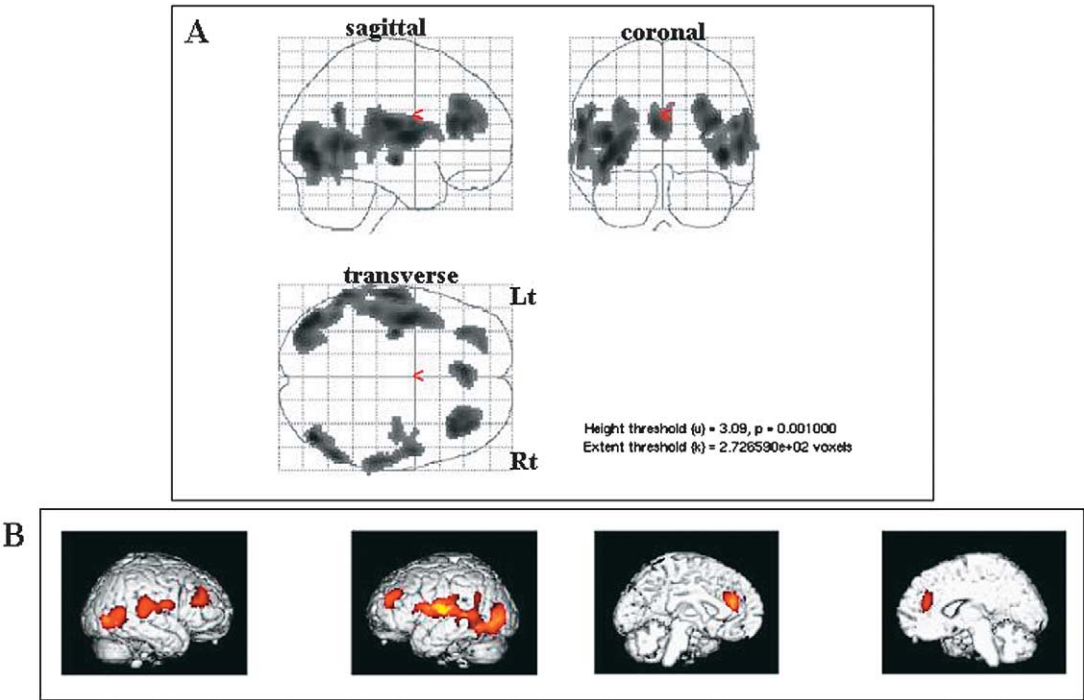 A
sagittal
coronal
transverse
Lt
Rt
Height threshold {u} = 3.09, p = 0.001000
Extent threshold {k} = 2.726590e+02 voxels
B